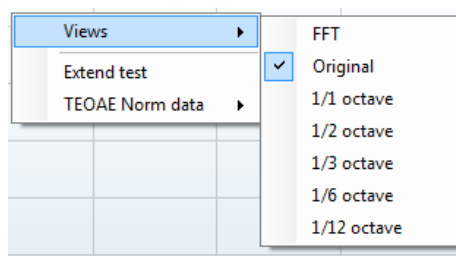 Views
Extend test
TEOAE Norm data
FFT
Original
1/1 octave
1/2 octave
1/3 octave
1/6 octave
1/12 octave